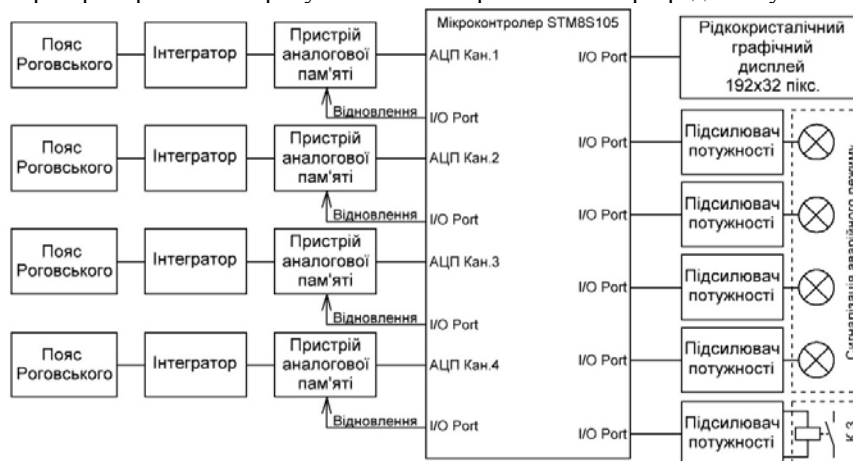 Мікроконтролер STM8S105
Пояс
Роговського
Інтегратор
Пристрій
аналогової
пам'яті
АЦП Кан.1
I/O Port
Рідкокристалічний
графічний
дисплей
192x32 пікс.
Відновлення
I/O Port
Пояс
Роговського
Інтегратор
Пристрій
аналогової
пам'яті
АЦП Кан.2
I/O Port
Підсилювач
потужності
Відновлення
I/O Port
I/O Port
Підсилювач
потужності
Пояс
Роговського
Інтегратор
Пристрій
аналогової
пам'яті
АЦП Кан.3
I/O Port
Підсилювач
потужності
Відновлення
I/O Port
Пояс
Роговського
Інтегратор
Пристрій
аналогової
пам'яті
АЦП Кан.4
I/O Port
Підсилювач
потужності
Відновлення
I/O Port
I/O Port
Підсилювач
потужності
Сигналізація аварійного режиму
К.З.